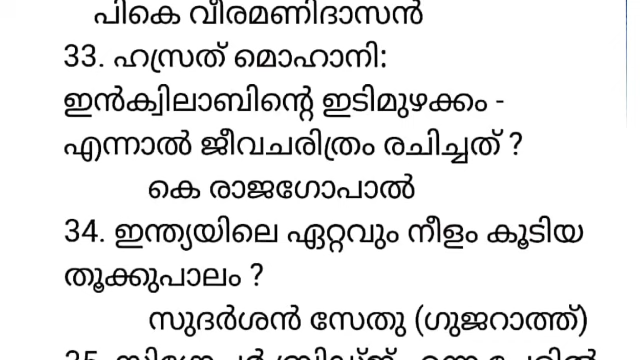 പികെ വീരമണിദാസൻ
33. ഹസ്രത് മൊഹാനി:
ഇൻക്വിലാബിന്റെ ഇടിമുഴക്കം -
എന്നാൽ ജീവചരിത്രം രചിച്ചത് ?
കെ രാജഗോപാൽ
34. ഇന്ത്യയിലെ ഏറ്റവും നീളം കൂടിയ
തൂക്കുപാലം ?
സുദർശൻ സേതു (ഗുജറാത്ത്)